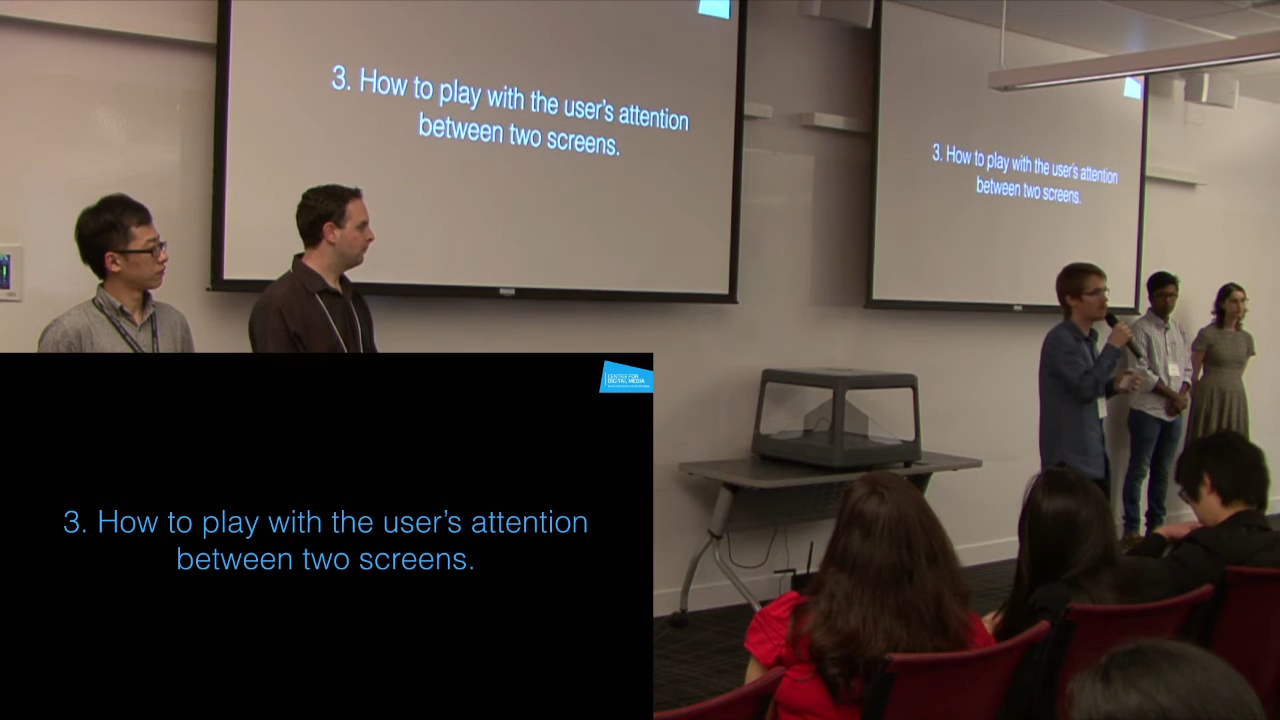 3. How to play with the user's attention
between two screens.
3. How to play with the user's attention
between two screens.
CENTRE FOR
DIGITAL MEDIA
3. How to play with the user's attention
between two screens.